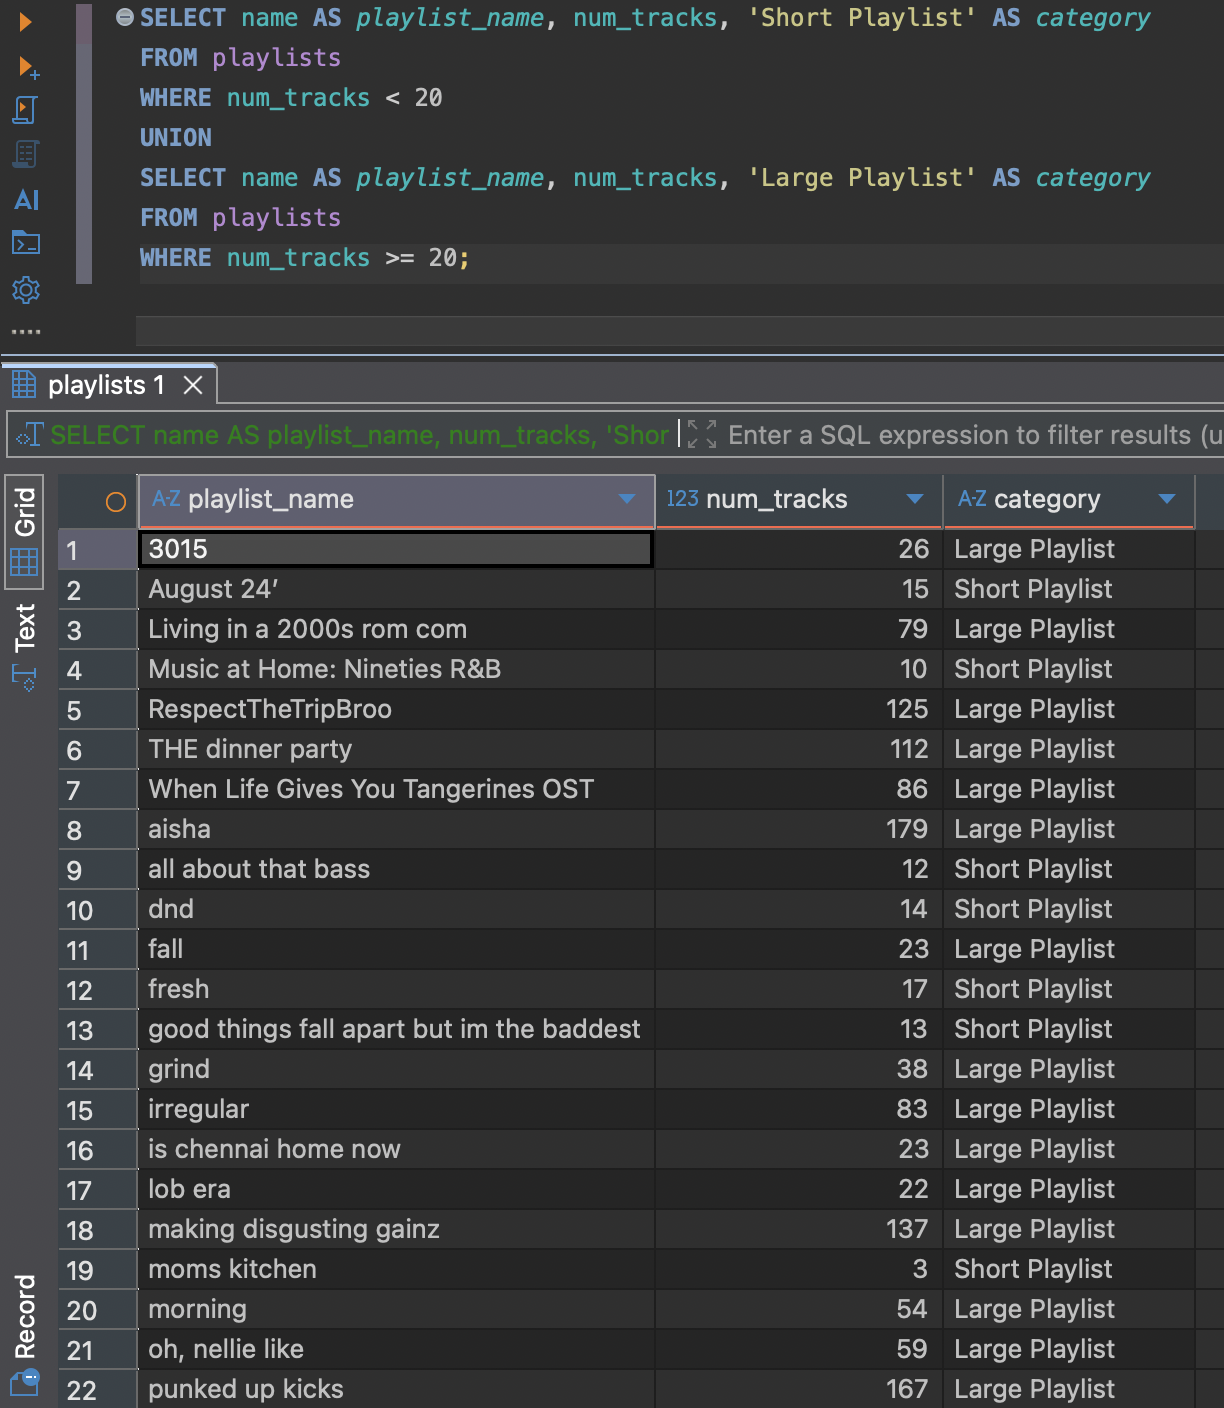 SELECT name AS playlist_name, num_tracks, 'Short Playlist' AS category
FROM playlists
WHERE num_tracks < 20
UNION
SELECT name AS playlist_name, num_tracks, 'Large Playlist' AS category
FROM playlists
WHERE num_tracks >= 20;
AI
playlists 1
SELECT name AS playlist_name, num_tracks, 'Shor Enter a SQL expression to filter results (u
Grid
Text
Record
A-Z playlist_name 123 num_tracks A-Z category
1 3015 26 Large Playlist
2 August 24’ 15 Short Playlist
3 Living in a 2000s rom com 79 Large Playlist
4 Music at Home: Nineties R&B 10 Short Playlist
5 RespectTheTripBroo 125 Large Playlist
6 THE dinner party 112 Large Playlist
7 When Life Gives You Tangerines OST 86 Large Playlist
8 aisha 179 Large Playlist
9 all about that bass 12 Short Playlist
10 dnd 14 Short Playlist
11 fall 23 Large Playlist
12 fresh 17 Short Playlist
13 good things fall apart but im the baddest 13 Short Playlist
14 grind 38 Large Playlist
15 irregular 83 Large Playlist
16 is chennai home now 23 Large Playlist
17 lob era 22 Large Playlist
18 making disgusting gainz 137 Large Playlist
19 moms kitchen 3 Short Playlist
20 morning 54 Large Playlist
21 oh, nellie like 59 Large Playlist
22 punked up kicks 167 Large Playlist